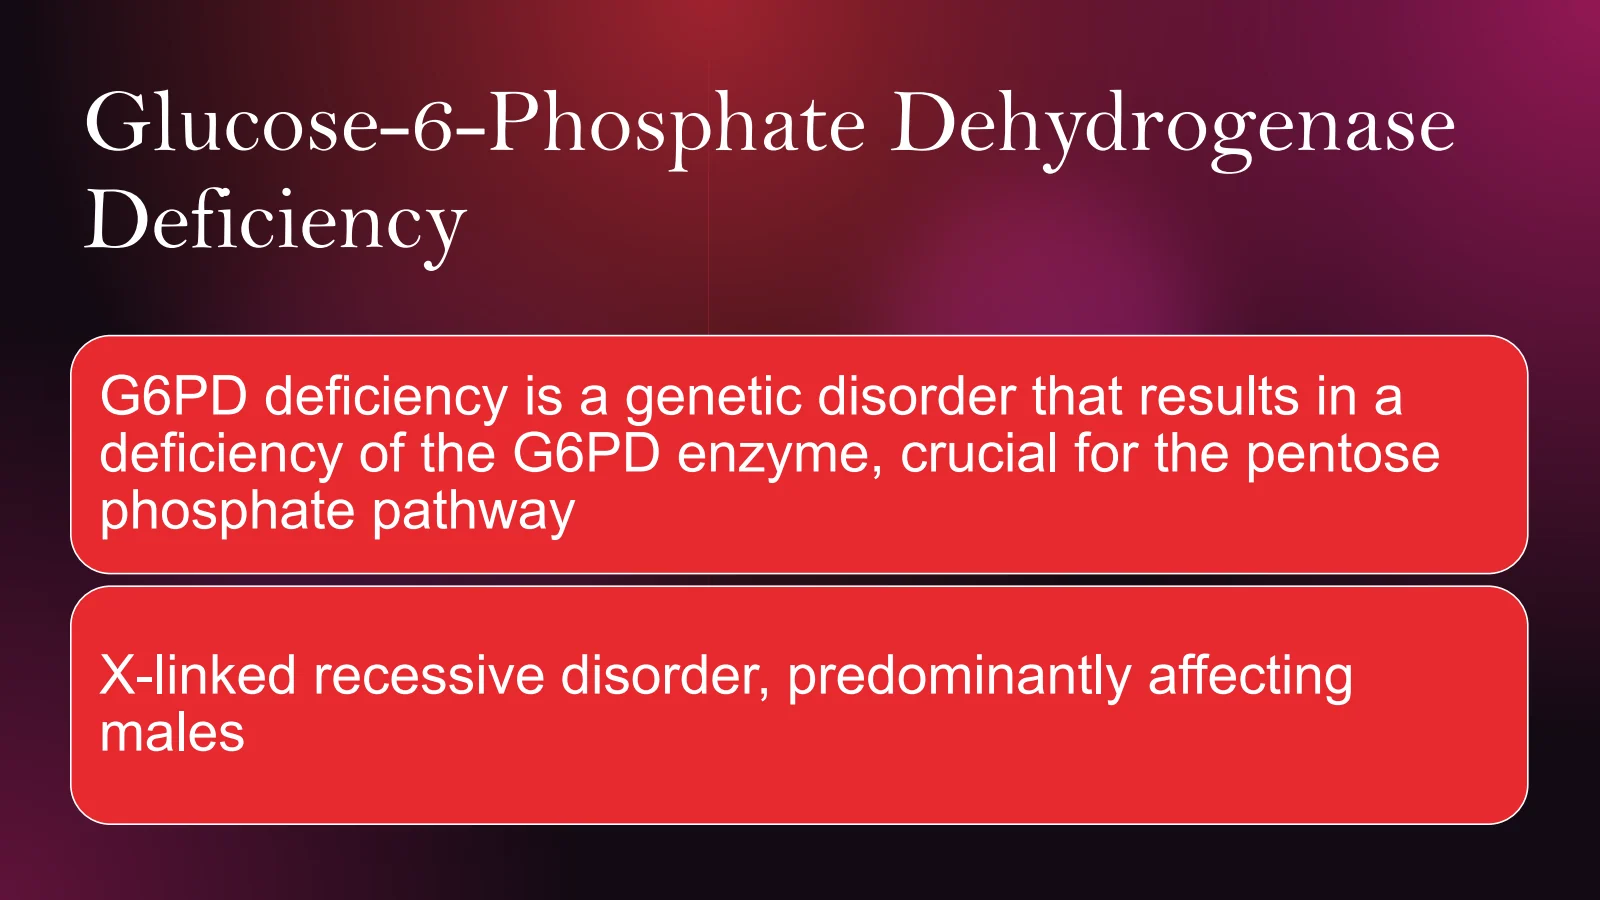 Glucose-6-Phosphate Dehydrogenase
Deficiency
G6PD deficiency is a genetic disorder that results in a
deficiency of the G6PD enzyme, crucial for the pentose
phosphate pathway
X-linked recessive disorder, predominantly affecting
males